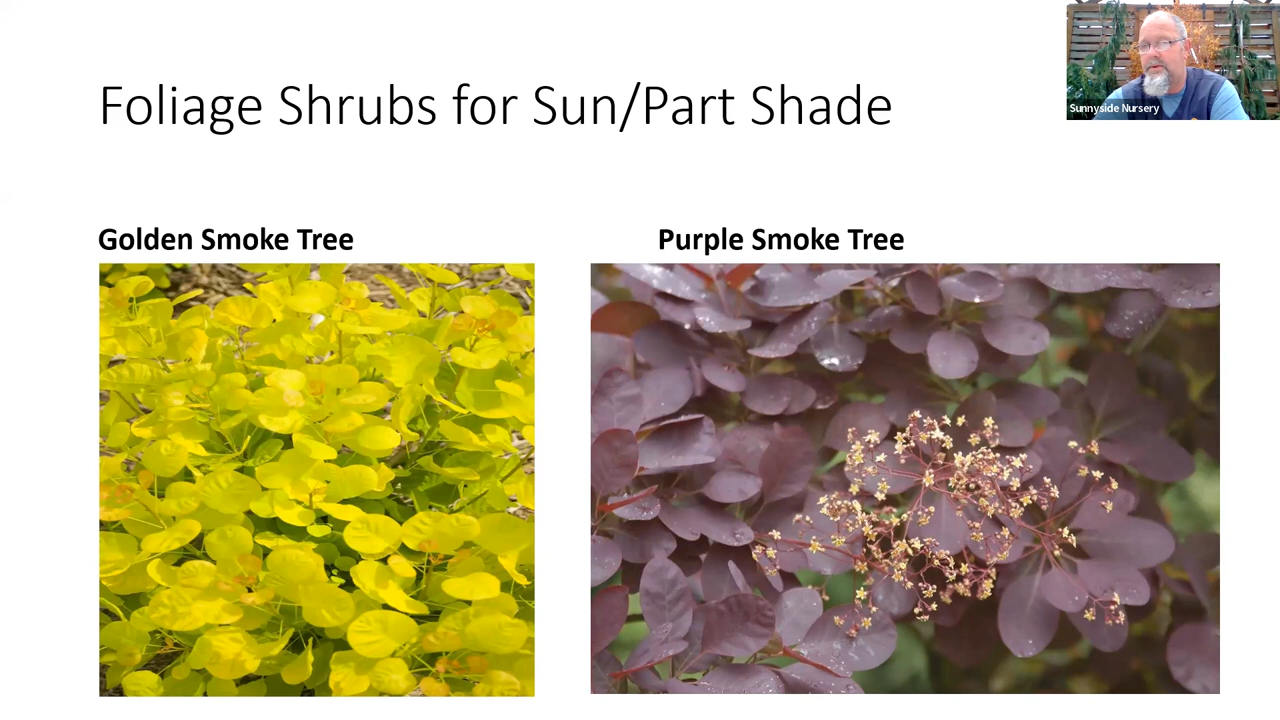 Foliage Shrubs for Sun/Part Shade
Sunnyside Nursery
Golden Smoke Tree
Purple Smoke Tree